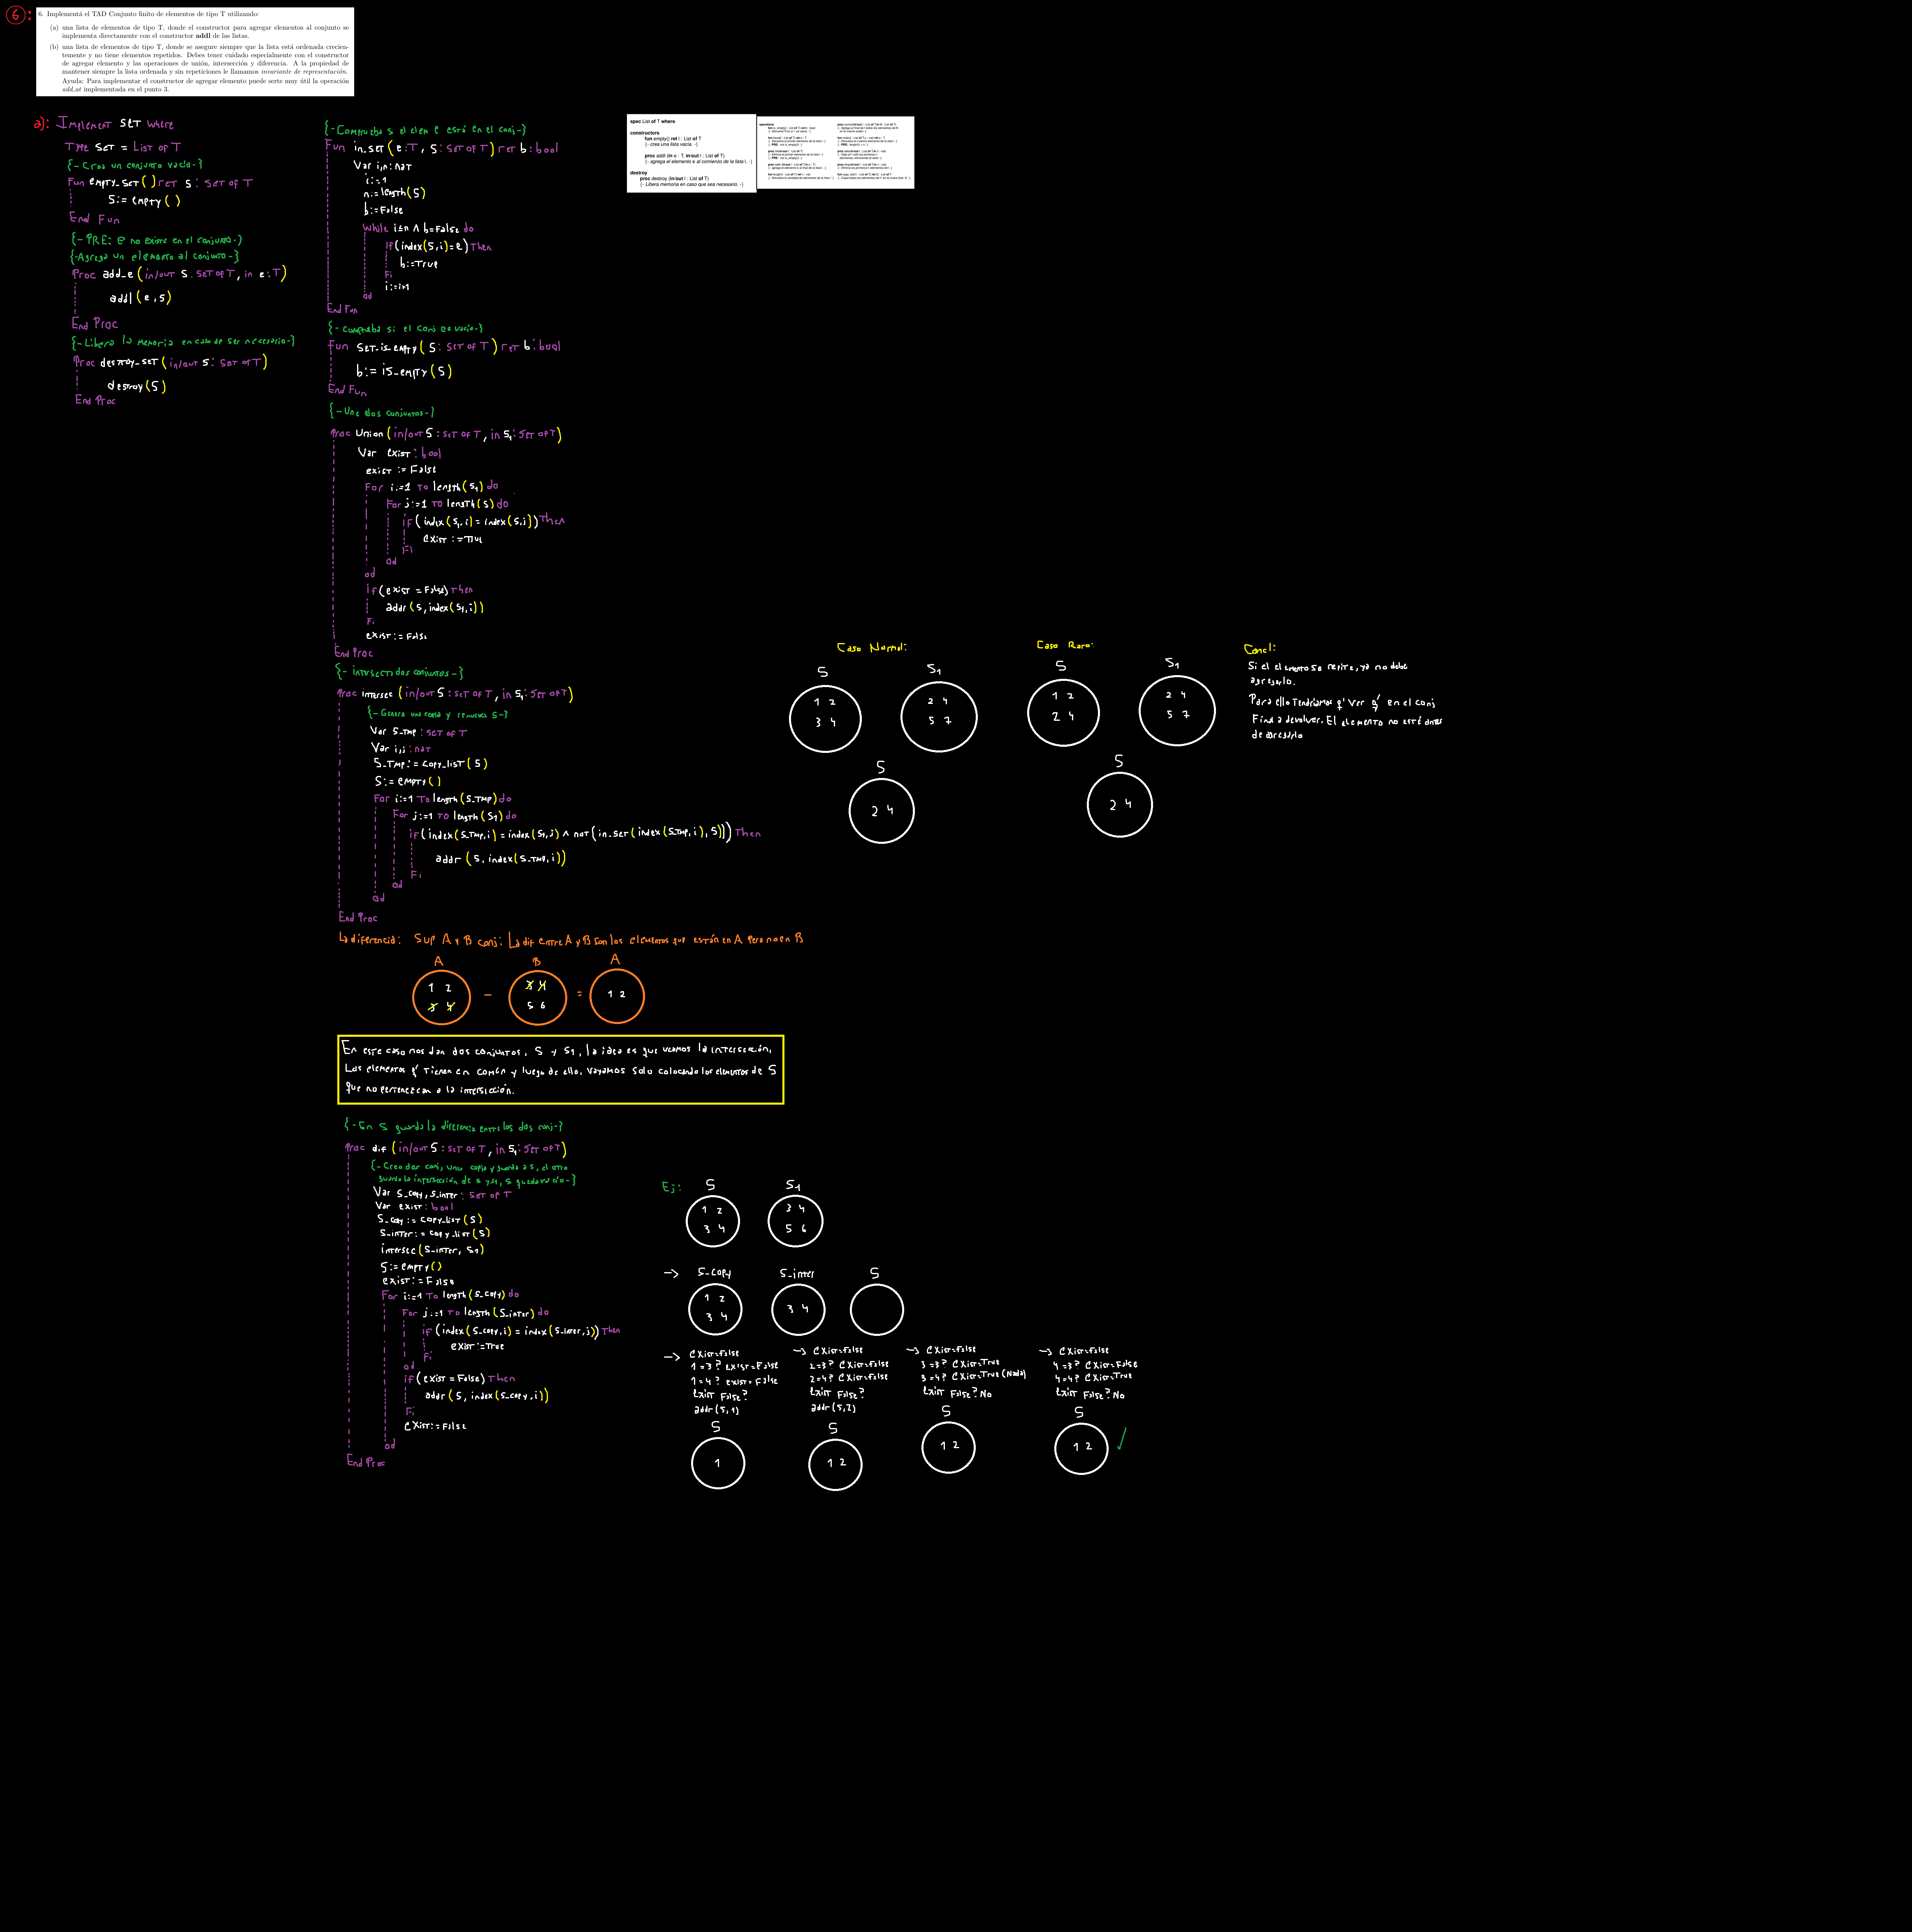 6:
6. Implementá el TAD Conjunto finito de elementos de tipo T utilizando:
(a) una lista de elementos de tipo T, donde el constructor para agregar elementos al conjunto se
implementa directamente con el constructor addl de las listas.
(b) una lista de elementos de tipo T, donde se asegure siempre que la lista está ordenada crecien-
temente y no tiene elementos repetidos. Debes tener cuidado especialmente con el constructor
de agregar elemento y las operaciones de unión, intersección y diferencia. A la propiedad de
mantener siempre la lista ordenada y sin repeticiones le llamamos invariante de representación.
Ayuda: Para implementar el constructor de agregar elemento puede serte muy útil la operación
add_at implementada en el punto 3.
a): Implement Set Where
Type Set = List of T
{- Crea un conjunto vacío -}
Fun empty_set() ret S: Set of T
S:= empty()
End Fun
{- PRE: e no existe en el conjunto -}
{- Agrega un elemento al conjunto -}
Proc add_e (in/out S: Set of T, in e: T)
addl(e,S)
End Proc
{- Libera la memoria en caso de ser necesario -}
Proc destroy_set(in/out S: Set of T)
destroy(S)
End Proc
{- Comprueba si el elem e está en el conj -}
Fun in_set(e:T, S: Set of T) ret b: bool
Var i,n: nat
i:=1
n:=length(S)
b:=False
While i≤n ∧ b=False do
If(index(S,i)=e) Then
b:=True
Fi
i:=i+1
od
End Fun
{- Comprueba si el conj es vacío -}
Fun set_is_empty(S: Set of T) ret b: bool
b:= is_empty(S)
End Fun
{- Une dos conjuntos -}
Proc Union(in/out S: Set of T, in S1: Set of T)
Var exist: bool
exist := False
For i:=1 To length(S1) do
For j:=1 To length(S) do
IF(index(S1,i)=index(S,j)) Then
exist:=True
Fi
od
od
if(exist = False) Then
addr(S,index(S1,i))
Fi
exist:=False
End Proc
{- intersecta dos conjuntos -}
Proc intersec(in/out S: Set of T, in S1: Set of T)
{- Genero una copia y renuevo S -}
Var S_tmp: Set of T
Var i,j: nat
S_tmp:= copy_list(S)
S:= empty()
For i:=1 To length(S_tmp) do
For j:=1 To length(S1) do
if(index(S_tmp,i)=index(S1,j) ∧ not(in_set(index(S_tmp,i),S))) Then
addr(S, index(S_tmp,i))
Fi
od
od
End Proc
La diferencia: Sup A y B conj: La dif entre A y B son los elementos que están en A pero no en B
A B A
1 2 3 4 1 2
3 4 - 5 6 =
En este caso nos dan dos conjuntos, S y S1, la idea es que veamos la intersección,
Los elementos q' tienen en común y luego de ello, vayamos solo colocando los elementos de S
que no pertenezcan a la intersección.
{- En S guarda la diferencia entre los dos conj -}
Proc dif(in/out S: Set of T, in S1: Set of T)
{- Creo dos conj, uno copia y guarda a S, el otro
guarda la intersección de S y S1, S queda vacío -}
Var S_copy, S_inter: Set of T
Var exist: bool
S_copy:= copy_list(S)
S_inter:= copy_list(S)
intersec(S_inter, S1)
S:=empty()
exist:=False
For i:=1 To length(S_copy) do
For j:=1 To length(S_inter) do
if(index(S_copy,i)=index(S_inter,j)) Then
exist:=True
Fi
od
if(exist = False) Then
addr(S, index(S_copy,i))
Fi
exist:=False
od
End Proc
spec List of T where
constructors
fun empty() ret l : List of T
{- crea una lista vacía. -}
proc addl (in e : T, in/out l : List of T)
{- agrega el elemento e al comienzo de la lista l. -}
destroy
proc destroy (in/out l : List of T)
{- Libera memoria en caso que sea necesario. -}
operations
Caso Normal:
S S1
1 2 2 4
3 4 5 7
S
2 4
Caso Raro:
S S1
1 2 2 4
2 4 5 7
S
2 4
Concl:
Si el elemento se repite, ya no debe
agregarlo.
Para ello tendríamos q' ver q' en el conj
Final a devolver. El elemento no esté antes
de agregarlo
Ej: S S1
1 2 3 4
3 4 5 6
-> S_copy S_inter S
1 2
3 4 3 4
-> exist=False
1=3? exist=False
1=4? exist=False
Exist False?
addr(S,1)
S
1
-> exist=False
2=3? exist=False
2=4? exist=False
Exist False?
addr(S,2)
S
1 2
-> exist=False
3=3? exist=True
3=4? exist=True (Nada)
Exist False? No
S
1 2
-> exist=False
4=3? exist=False
4=4? exist=True
Exist False? No
S
1 2 ✓